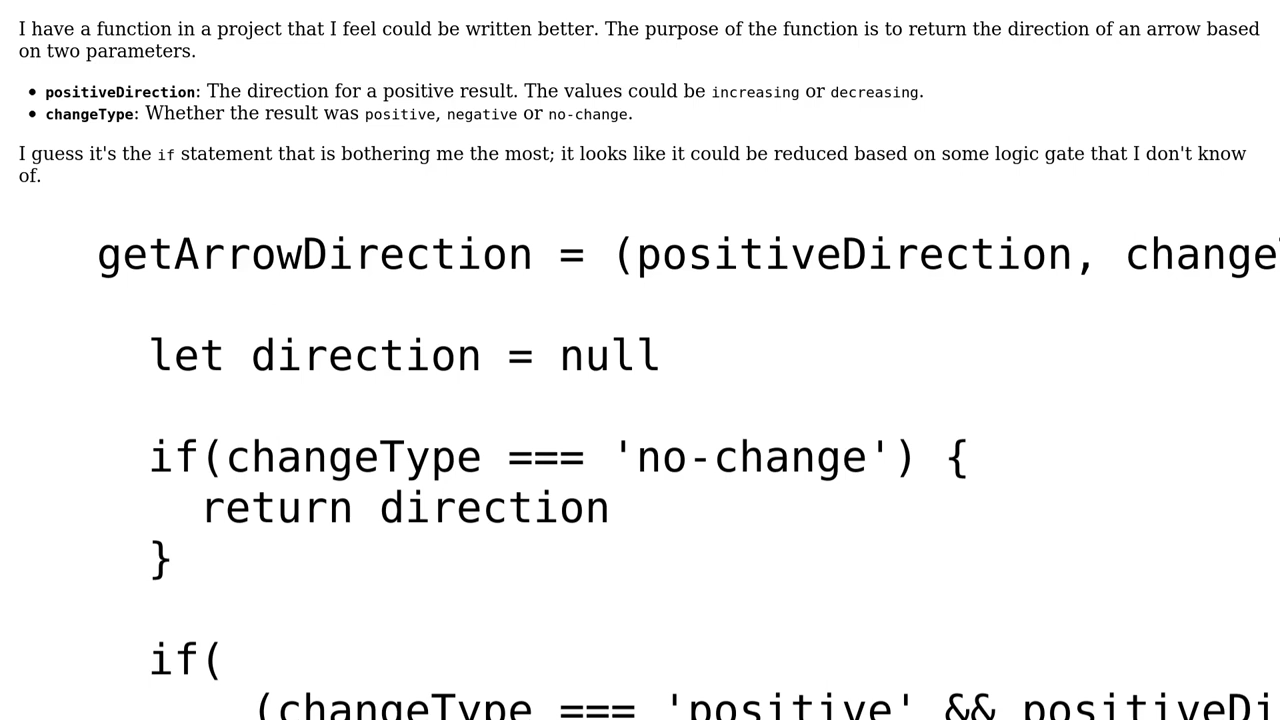 I have a function in a project that I feel could be written better. The purpose of the function is to return the direction of an arrow based
on two parameters.
• positiveDirection: The direction for a positive result. The values could be increasing or decreasing.
• changeType: Whether the result was positive, negative or no-change.
I guess it's the if statement that is bothering me the most; it looks like it could be reduced based on some logic gate that I don't know
of.
getArrowDirection = (positiveDirection, change
let direction = null
if(changeType === 'no-change') {
return direction
}
if(
(changeType === 'positive' && positiveDi